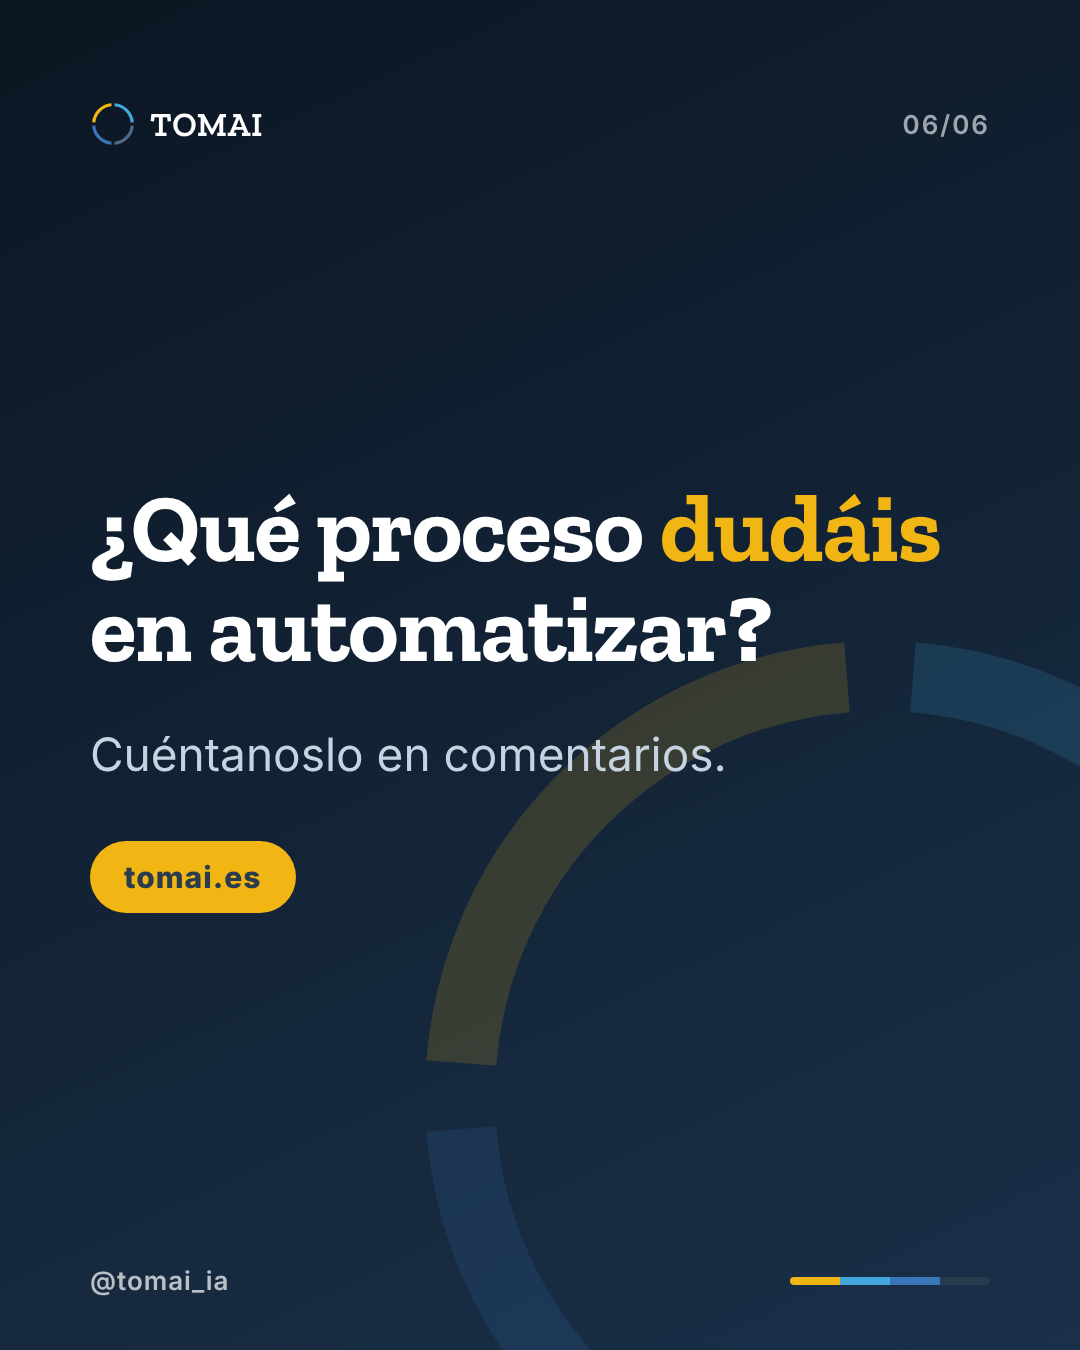 TOMAI
06/06
¿Qué proceso dudáis
en automatizar?
Cuéntanoslo en comentarios.
tomai.es
@tomai_ia